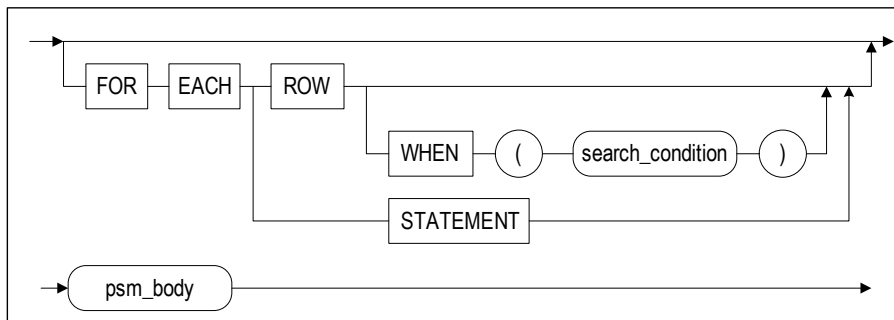 FOR EACH ROW
WHEN ( search_condition )
STATEMENT
psm_body